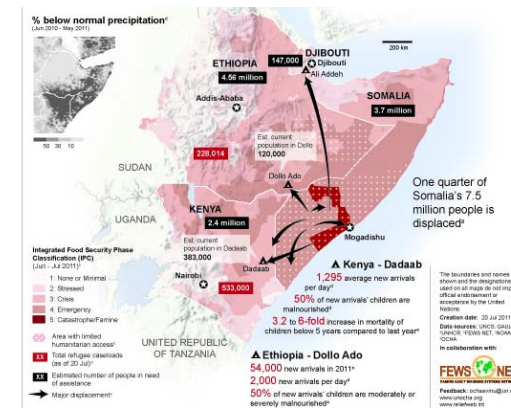 % below normal precipitation
(Jun 2010 - May 2011)
50 30 10
200 km
ETHIOPIA
4.56 million
147,000
DJIBOUTI
Djibouti
Ali Addeh
SOMALIA
3.7 million
Addis-Ababa
Est. current
population in Dollo
120,000
228,014
SUDAN
Dollo Ado
UGANDA
KENYA
2.4 million
Est. current
population in Dadaab
383,000
Mogadishu
Dadaab
Nairobi
533,000
UNITED REPUBLIC
OF TANZANIA
One quarter of
Somalia's 7.5
million people is
displaced
Integrated Food Security Phase
Classification (IPC)
(Jun - Jul 2011)
1: None or Minimal
2: Stressed
3: Crisis
4: Emergency
5: Catastrophe/Famine
Area with limited
humanitarian access
XX Total refugee caseloads
(as of 20 Jul)
XX Estimated number of people in need
of assistance
Major displacement
Kenya - Dadaab
1,295 average new arrivals
per day
50% of new arrivals' children are
malnourished
3.2 to 6-fold increase in mortality of
children below 5 years compared to last year
Ethiopia - Dollo Ado
54,000 new arrivals in 2011
2,000 new arrivals per day
50% of new arrivals' children are moderately or
severely malnourished
The boundaries and names
shown and the designations
used on all maps do not imp
official endorsement or
acceptance by the United
Nations
Creation date: 20 Jul 2011
Data sources: UNCS, GAUL
UNHCR, FEWS NET,
OCHA
In collaboration with:
FEWS NE
Feedback:
www.unocha.org
www.reliefweb.int